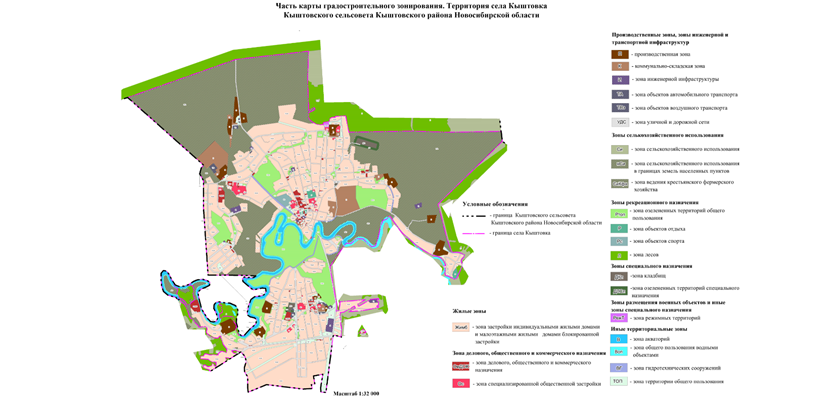 Часть карты градостроительного зонирования. Территория села Кыштовка
Кыштовского сельсовета Кыштовского района Новосибирской области
Условные обозначения
- граница Кыштовского сельсовета
Кыштовского района Новосибирской области
- граница села Кыштовка
Жилые зоны
- зона застройки индивидуальными жилыми домами
и малоэтажными жилыми домами блокированной
застройки
Зоны делового, общественного и коммерческого назначения
- зона делового, общественного и коммерческого
назначения
- зона специализированной общественной застройки
Масштаб 1:32 000
Производственные зоны, зоны инженерной и
транспортной инфраструктур
- производственная зона
- коммунально-складская зона
- зона инженерной инфраструктуры
- зона объектов автомобильного транспорта
- зона объектов воздушного транспорта
УДС - зона уличной и дорожной сети
Зоны сельскохозяйственного использования
- зона сельскохозяйственного использования
- зона сельскохозяйственного использования
в границах земель населенных пунктов
- зона ведения крестьянского фермерского
хозяйства
Зоны рекреационного назначения
- зона озелененных территорий общего
пользования
- зона объектов отдыха
- зона объектов спорта
- зона лесов
Зоны специального назначения
-зона кладбищ
- зона озелененных территорий специального
назначения
Зоны размещения военных объектов и иные
зоны специального назначения
- зона режимных территорий
Иные территориальные зоны
- зона акваторий
- зона общего пользования водными
объектами
- зона гидротехнических сооружений
ТОП - зона территории общего пользования